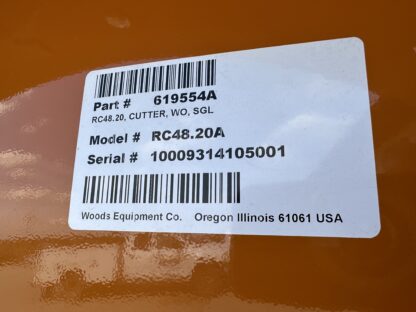 Part # 619554A
RC48.20, CUTTER, WO, SGL
Model # RC48.20A
Serial # 10009314105001
Woods Equipment Co. Oregon Illinois 61061 USA